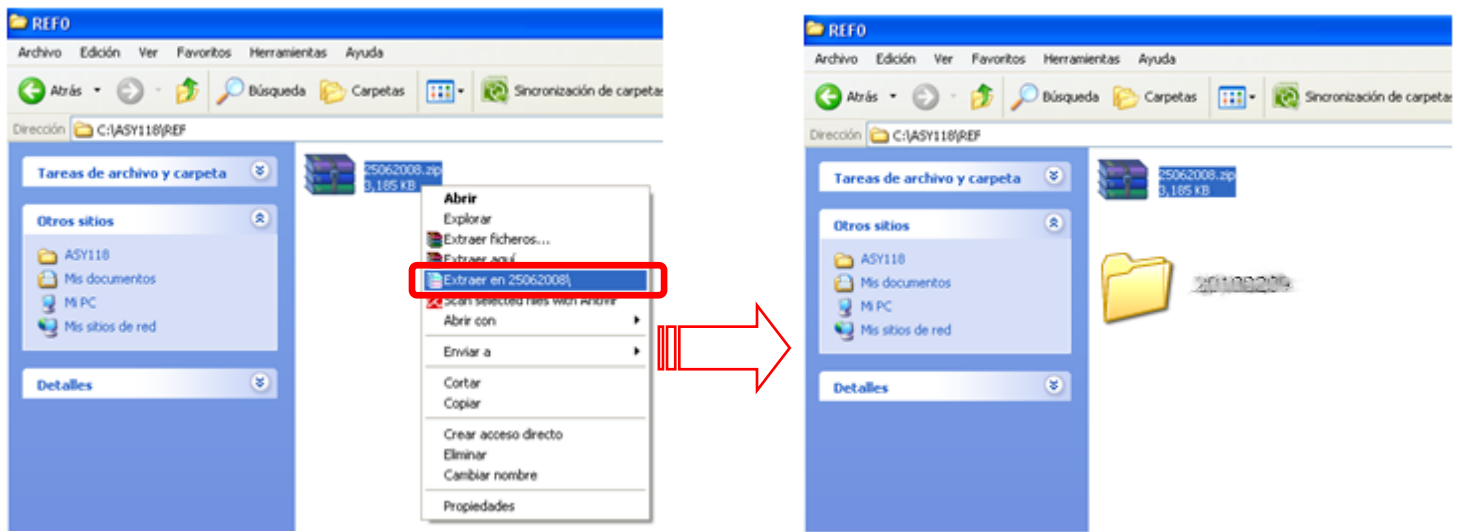 REF0
Archivo Edición Ver Favoritos Herramientas Ayuda
Atrás Búsqueda Carpetas Sincronización de carpetas
Dirección C:\ASY118\REF
Tareas de archivo y carpeta
Otros sitios
ASY118
Mis documentos
Mi PC
Mis sitios de red
Detalles
25062008.zip
3,185 KB
Abrir
Explorar
Extraer ficheros...
Extraer aquí
Extraer en 25062008\
Scan selected files with AntiVir
Abrir con
Enviar a
Cortar
Copiar
Crear acceso directo
Eliminar
Cambiar nombre
Propiedades
REF0
Archivo Edición Ver Favoritos Herramientas Ayuda
Atrás Búsqueda Carpetas Sincronización de carpetas
Dirección C:\ASY118\REF
Tareas de archivo y carpeta
Otros sitios
ASY118
Mis documentos
Mi PC
Mis sitios de red
Detalles
25062008.zip
3,185 KB